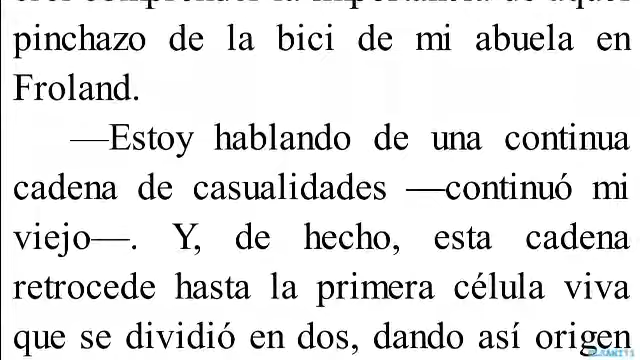 pinchazo de la bici de mi abuela en
Froland.
—Estoy hablando de una continua
cadena de casualidades —continuó mi
viejo—. Y, de hecho, esta cadena
retrocede hasta la primera célula viva
que se dividió en dos, dando así origen